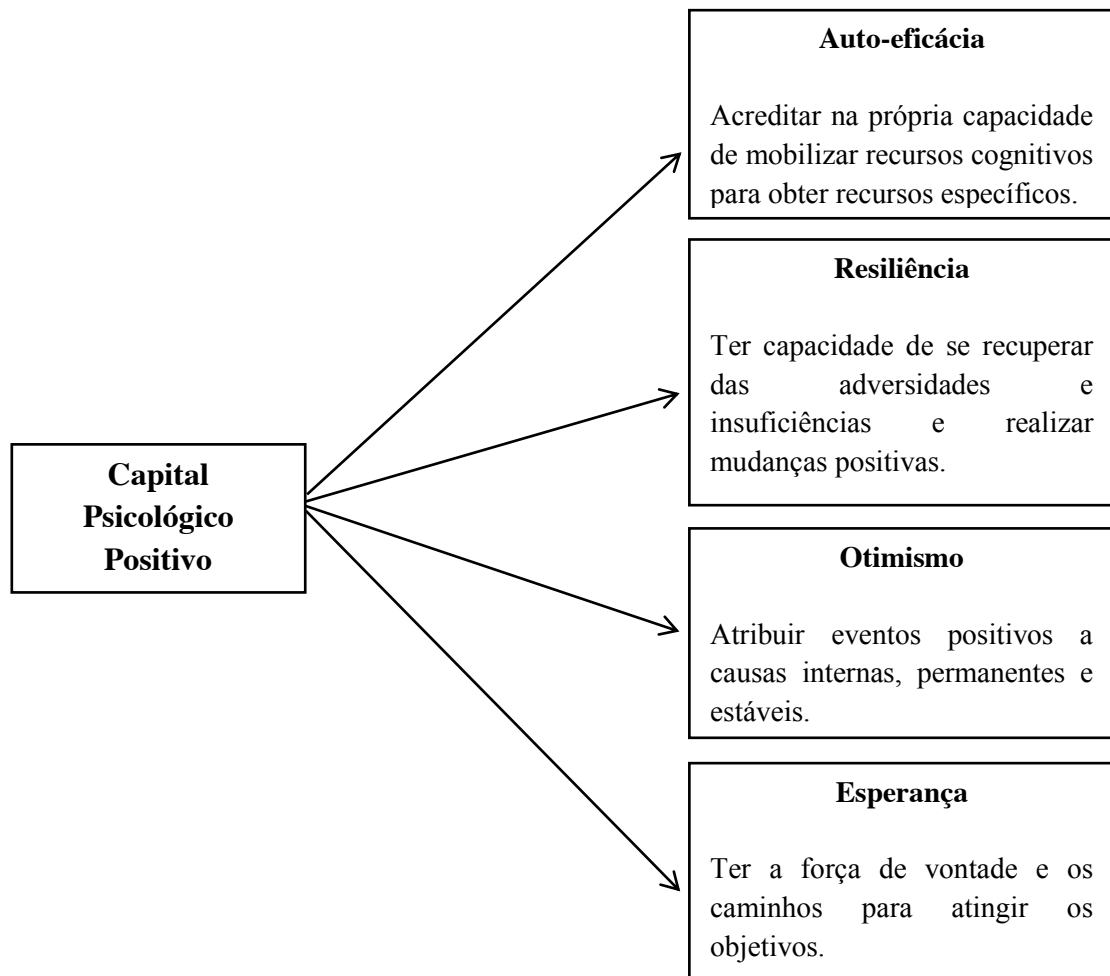 Auto-eficácia
Acreditar na própria capacidade
de mobilizar recursos cognitivos
para obter recursos específicos.
Resiliência
Ter capacidade de se recuperar
das adversidades e
insuficiências e realizar
mudanças positivas.
Capital
Psicológico
Positivo
Otimismo
Atribuir eventos positivos a
causas internas, permanentes e
estáveis.
Esperança
Ter a força de vontade e os
caminhos para atingir os
objetivos.